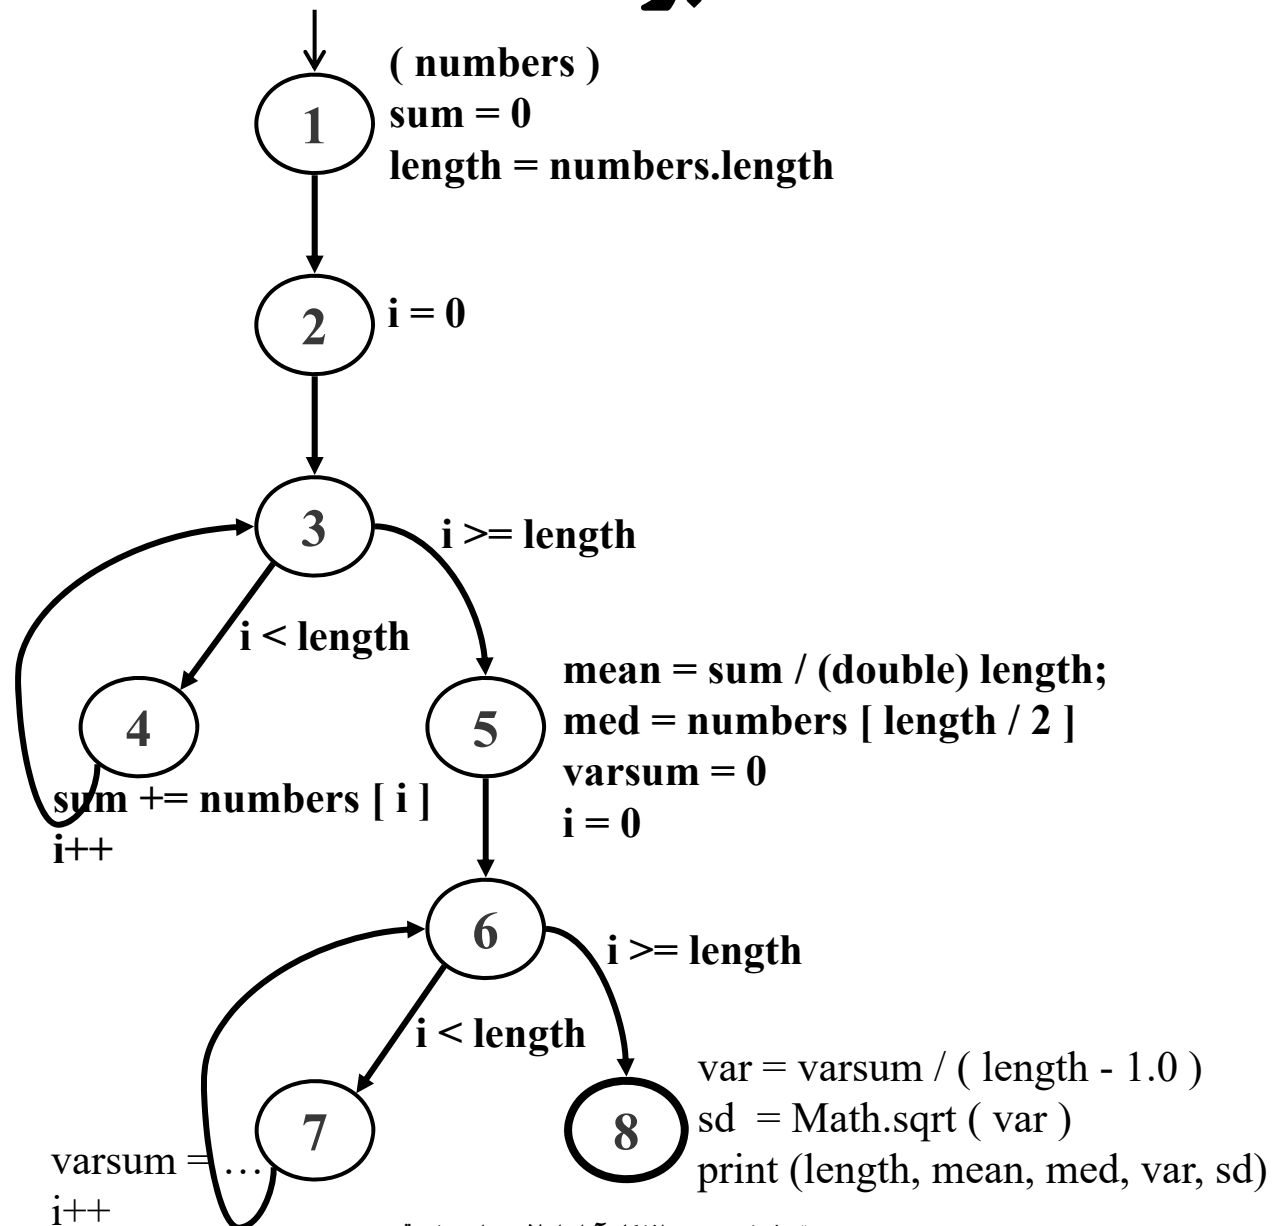 ( numbers )
sum = 0
length = numbers.length
1
2
i = 0
3
i >= length
i < length
4
sum += numbers [ i ]
i++
5
mean = sum / (double) length;
med = numbers [ length / 2 ]
varsum = 0
i = 0
6
i >= length
i < length
7
varsum = …
i++
8
var = varsum / ( length - 1.0 )
sd = Math.sqrt ( var )
print (length, mean, med, var, sd)